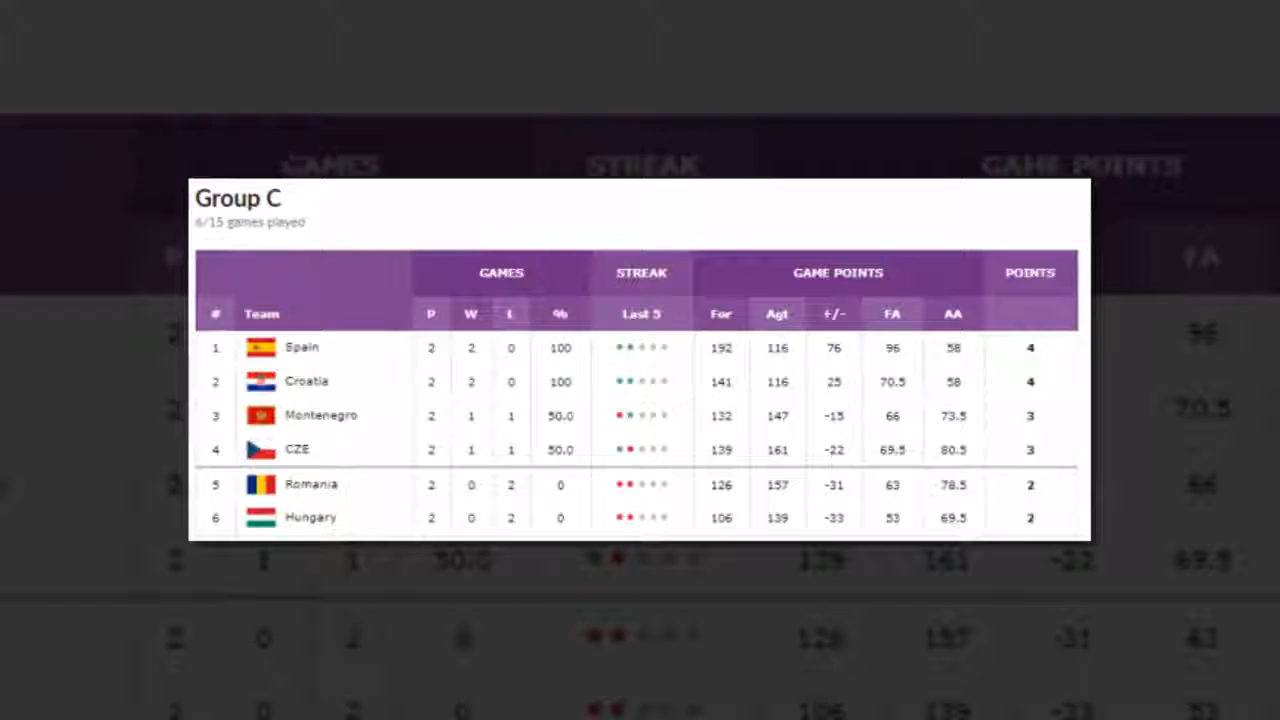 Group C
6/15 games played
GAMES STREAK GAME POINTS POINTS
# Team P W L % Last 5 For Agt +/- FA AA
1 Spain 2 2 0 100 192 116 76 96 58 4
2 Croatia 2 2 0 100 141 116 25 70.5 58 4
3 Montenegro 2 1 1 50.0 132 147 -15 66 73.5 3
4 CZE 2 1 1 50.0 139 161 -22 69.5 80.5 3
5 Romania 2 0 2 0 126 157 -31 63 78.5 2
6 Hungary 2 0 2 0 106 139 -33 53 69.5 2